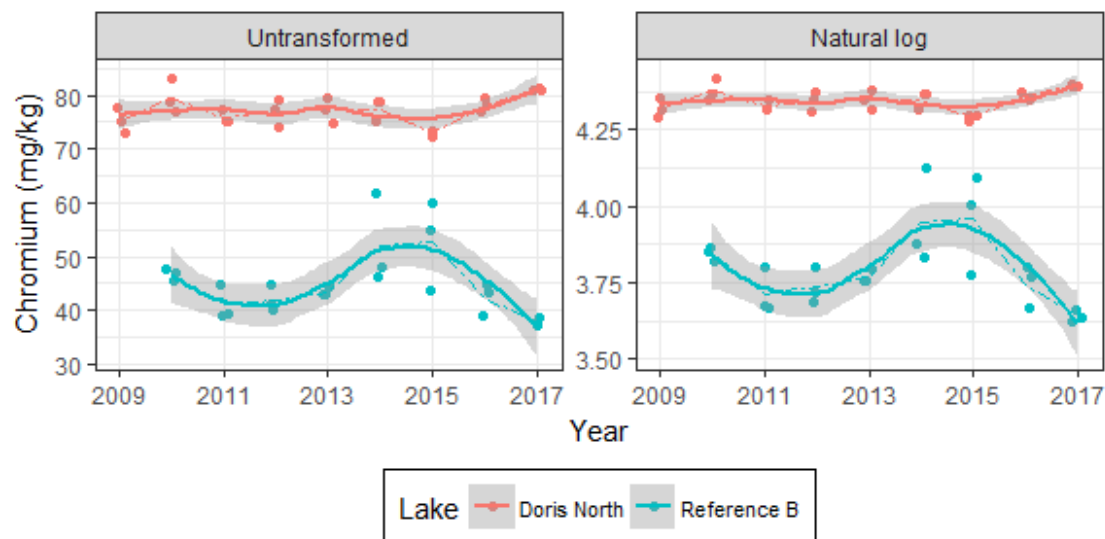 Untransformed Natural log
Chromium (mg/kg)
80
70
60
50
40
30
4.25
4.00
3.75
3.50
2009 2011 2013 2015 2017 2009 2011 2013 2015 2017
Year
Lake Doris North Reference B